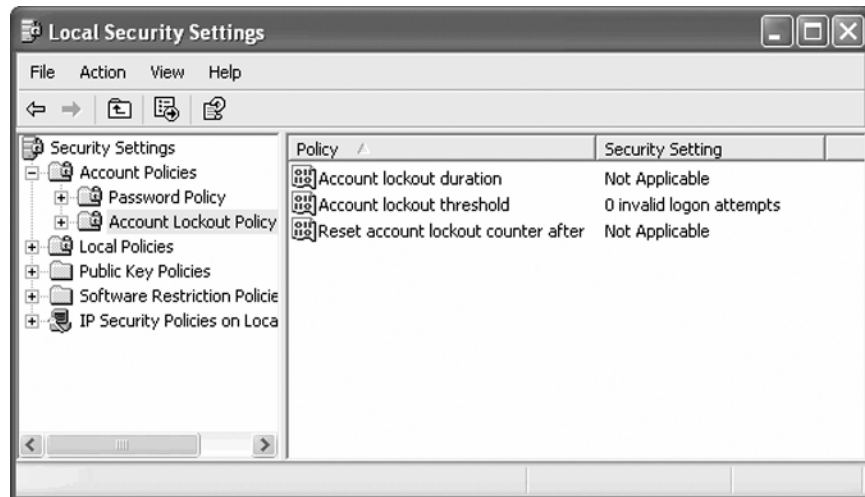 Local Security Settings
File Action View Help
Security Settings
Account Policies
Password Policy
Account Lockout Policy
Local Policies
Public Key Policies
Software Restriction Policie
IP Security Policies on Loca
Policy Security Setting
Account lockout duration Not Applicable
Account lockout threshold 0 invalid logon attempts
Reset account lockout counter after Not Applicable